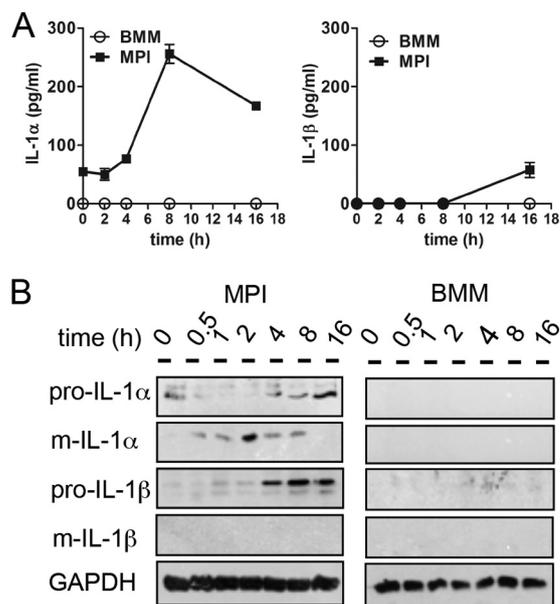 A
BMM
MPI
IL-1α (pg/ml)
300
200
100
0
0 2 4 6 8 10 12 14 16 18
time (h)
BMM
MPI
IL-1β (pg/ml)
300
200
100
0
0 2 4 6 8 10 12 14 16 18
time (h)
B
MPI BMM
time (h) 0 0.5 1 2 4 8 16 0 0.5 1 2 4 8 16
pro-IL-1α
m-IL-1α
pro-IL-1β
m-IL-1β
GAPDH